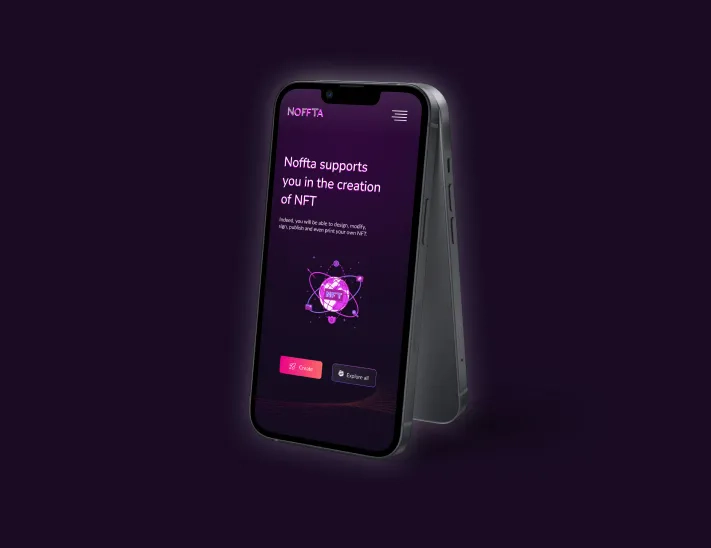 NOFFTA
Noffta supports
you in the creation
of NFT
Indeed, you will be able to design, modify,
sign, publish and even print your own NFT.
NFT
Create
Explore all